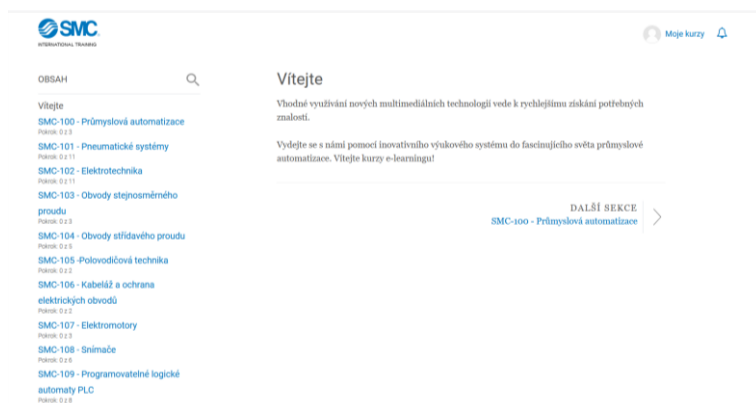 SMC
INTERNATIONAL TRAINING
Moje kurzy
OBSAH
Vítejte
SMC-100 - Průmyslová automatizace
Pokrok: 0 z 3
SMC-101 - Pneumatické systémy
Pokrok: 0 z 11
SMC-102 - Elektrotechnika
Pokrok: 0 z 11
SMC-103 - Obvody stejnosměrného
proudu
Pokrok: 0 z 3
SMC-104 - Obvody střídavého proudu
Pokrok: 0 z 5
SMC-105 -Polovodičová technika
Pokrok: 0 z 2
SMC-106 - Kabeláž a ochrana
elektrických obvodů
Pokrok: 0 z 2
SMC-107 - Elektromotory
Pokrok: 0 z 3
SMC-108 - Snímače
Pokrok: 0 z 6
SMC-109 - Programovatelné logické
automaty PLC
Pokrok: 0 z 8
Vítejte
Vhodné využívání nových multimediálních technologií vede k rychlejšímu získání potřebných
znalostí.
Vydejte se s námi pomocí inovativního výukového systému do fascinujícího světa průmyslové
automatizace. Vítejte kurzy e-learningu!
DALŠÍ SEKCE
SMC-100 - Průmyslová automatizace